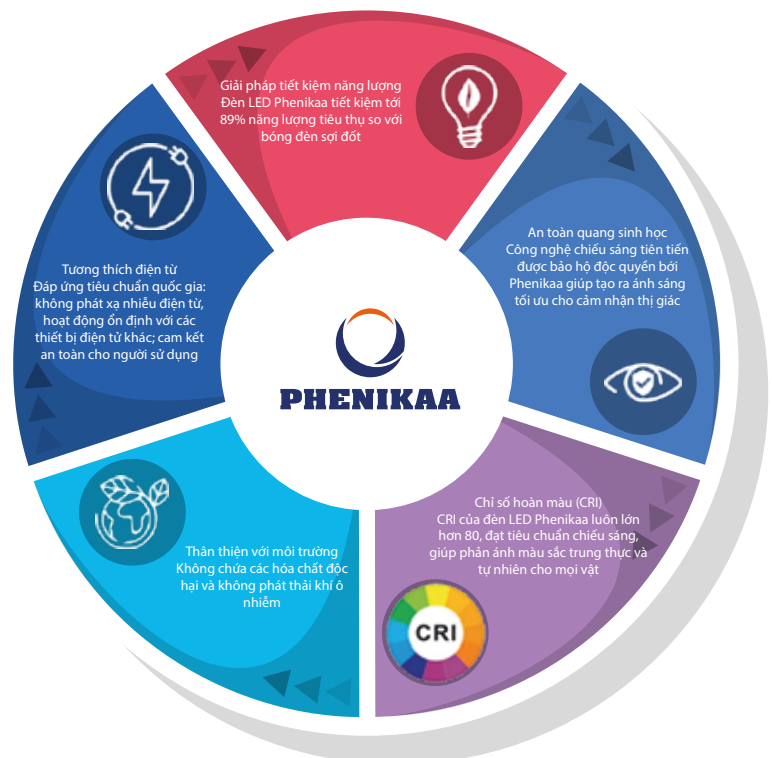 Giải pháp tiết kiệm năng lượng
Đèn LED Phenikaa tiết kiệm tới
89% năng lượng tiêu thụ so với
bóng đèn sợi đốt
An toàn quang sinh học
Công nghệ chiếu sáng tiên tiến
được bảo hộ độc quyền bới
Phenikaa giúp tạo ra ánh sáng
tối ưu cho cảm nhận thị giác
Chỉ số hoàn màu (CRI)
CRI của đèn LED Phenikaa luôn lớn
hơn 80, đạt tiêu chuẩn chiếu sáng,
giúp phản ánh màu sắc trung thực và
tự nhiên cho mọi vật
CRI
Thân thiện với môi trường
Không chứa các hóa chất độc
hại và không phát thải khí ô
nhiễm
Tương thích điện từ
Đáp ứng tiêu chuẩn quốc gia:
không phát xạ nhiễu điện từ,
hoạt động ổn định với các
thiết bị điện tử khác; cam kết
an toàn cho người sử dụng
PHENIKAA